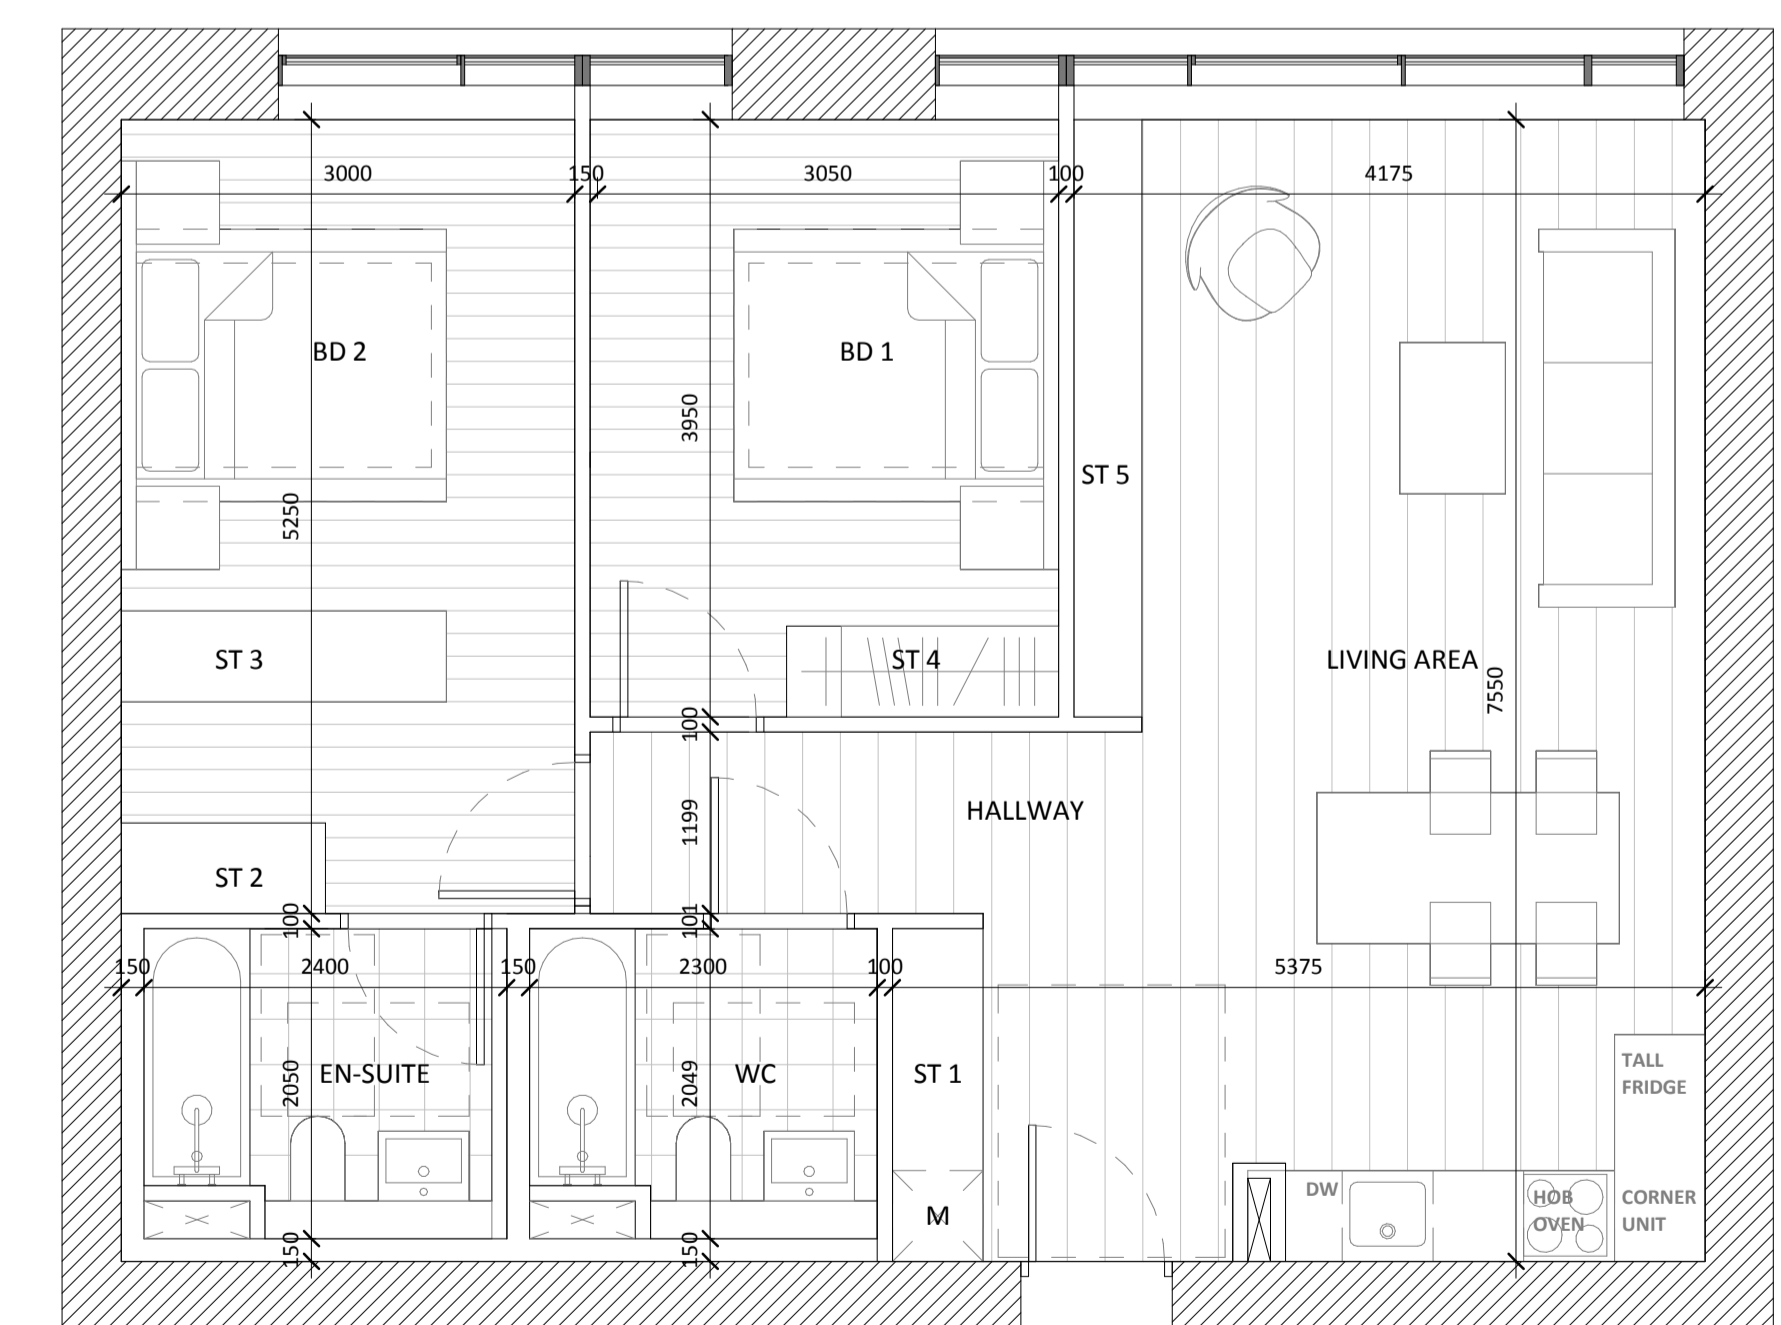 3000
150
3050
100
4175
BD 2
BD 1
3950
ST 5
5250
ST 3
ST 4
LIVING AREA
7550
100
1199
HALLWAY
ST 2
100
101
150
2400
150
2300
100
5375
EN-SUITE
2050
WC
2049
ST 1
TALL
FRIDGE
DW
HOB
OVEN
CORNER
UNIT
M
150
150